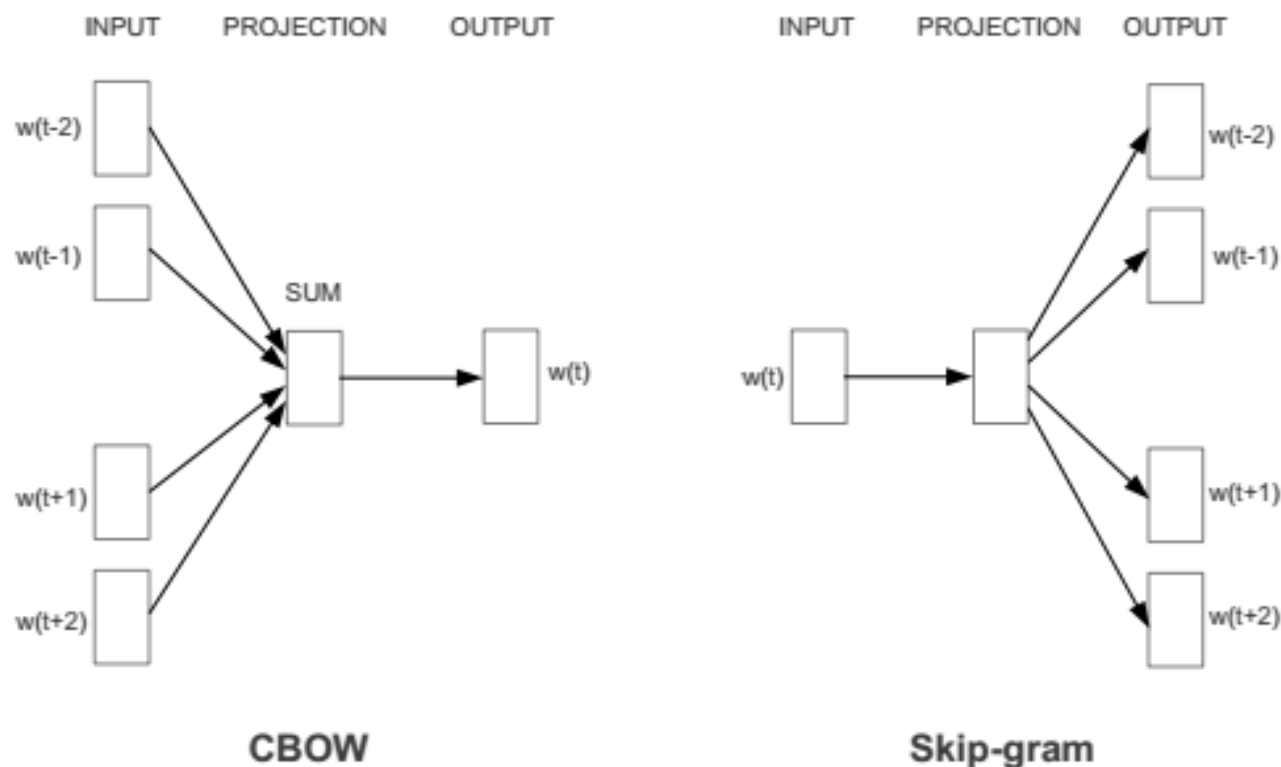 INPUT PROJECTION OUTPUT
w(t-2)
w(t-1)
SUM
w(t)
w(t+1)
w(t+2)
CBOW
INPUT PROJECTION OUTPUT
w(t-2)
w(t-1)
w(t)
w(t+1)
w(t+2)
Skip-gram